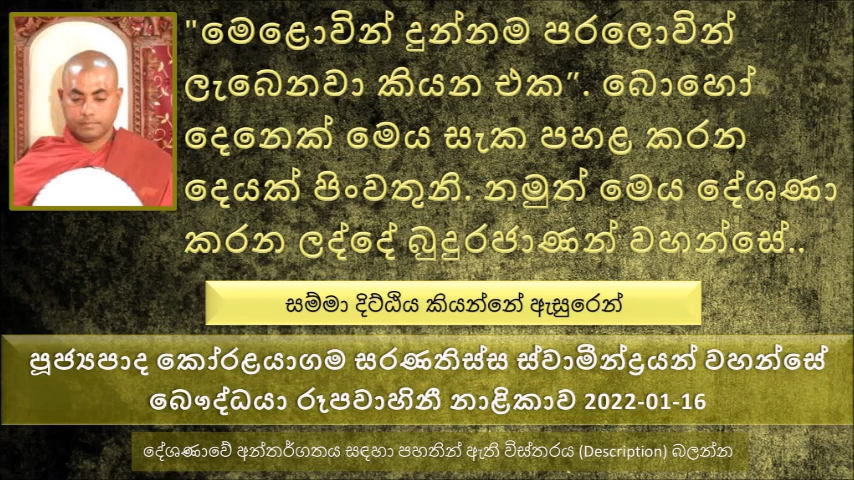 "මෙළොවින් දුන්නම පරලොවින්
ලැබෙනවා කියන එක”. බොහෝ
දෙනෙක් මෙය සැක පහළ කරන
දෙයක් පිංවතුනි. නමුත් මෙය දේශණා
කරන ලද්දේ බුදුරජාණන් වහන්සේ..
සම්මා දිට්ඨිය කියන්නේ ඇසුරෙන්
පූජ්‍යපාද කෝරළයාගම සරණතිස්ස ස්වාමීන්ද්‍රයන් වහන්සේ
බෞද්ධයා රූපවාහිනී නාළිකාව 2022-01-16
දේශණාවේ අන්තර්ගතය සඳහා පහතින් ඇති විස්තරය (Description) බලන්න